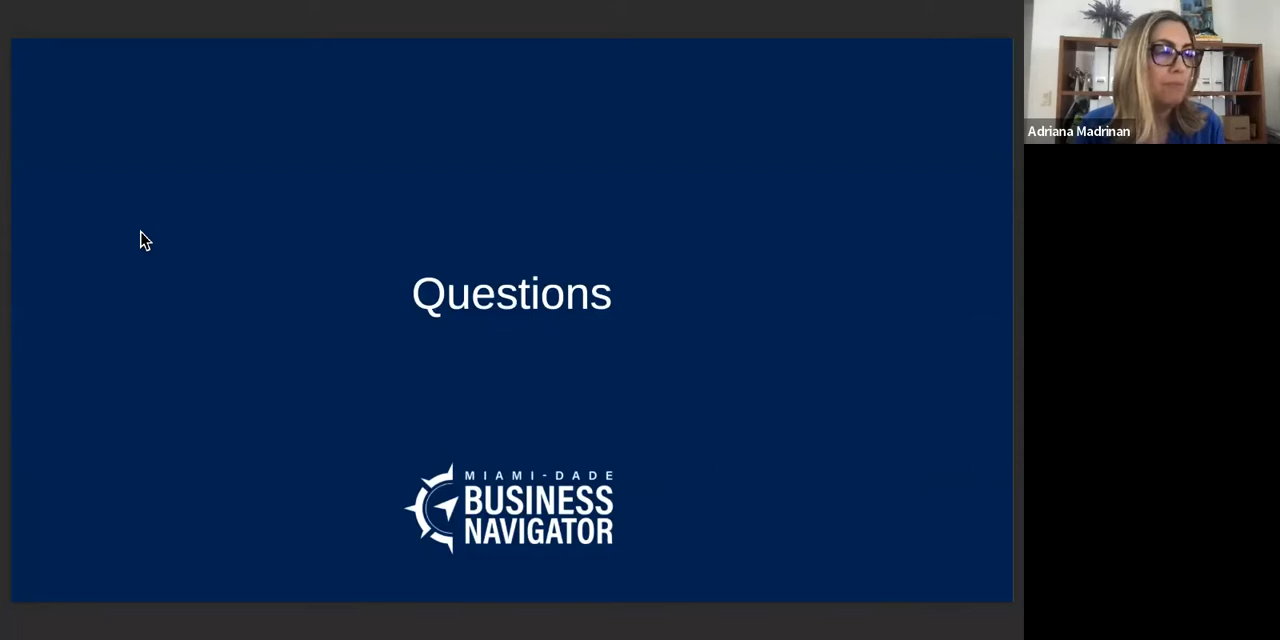 Adriana Madrinan
Questions
MIAMI-DADE
BUSINESS
NAVIGATOR